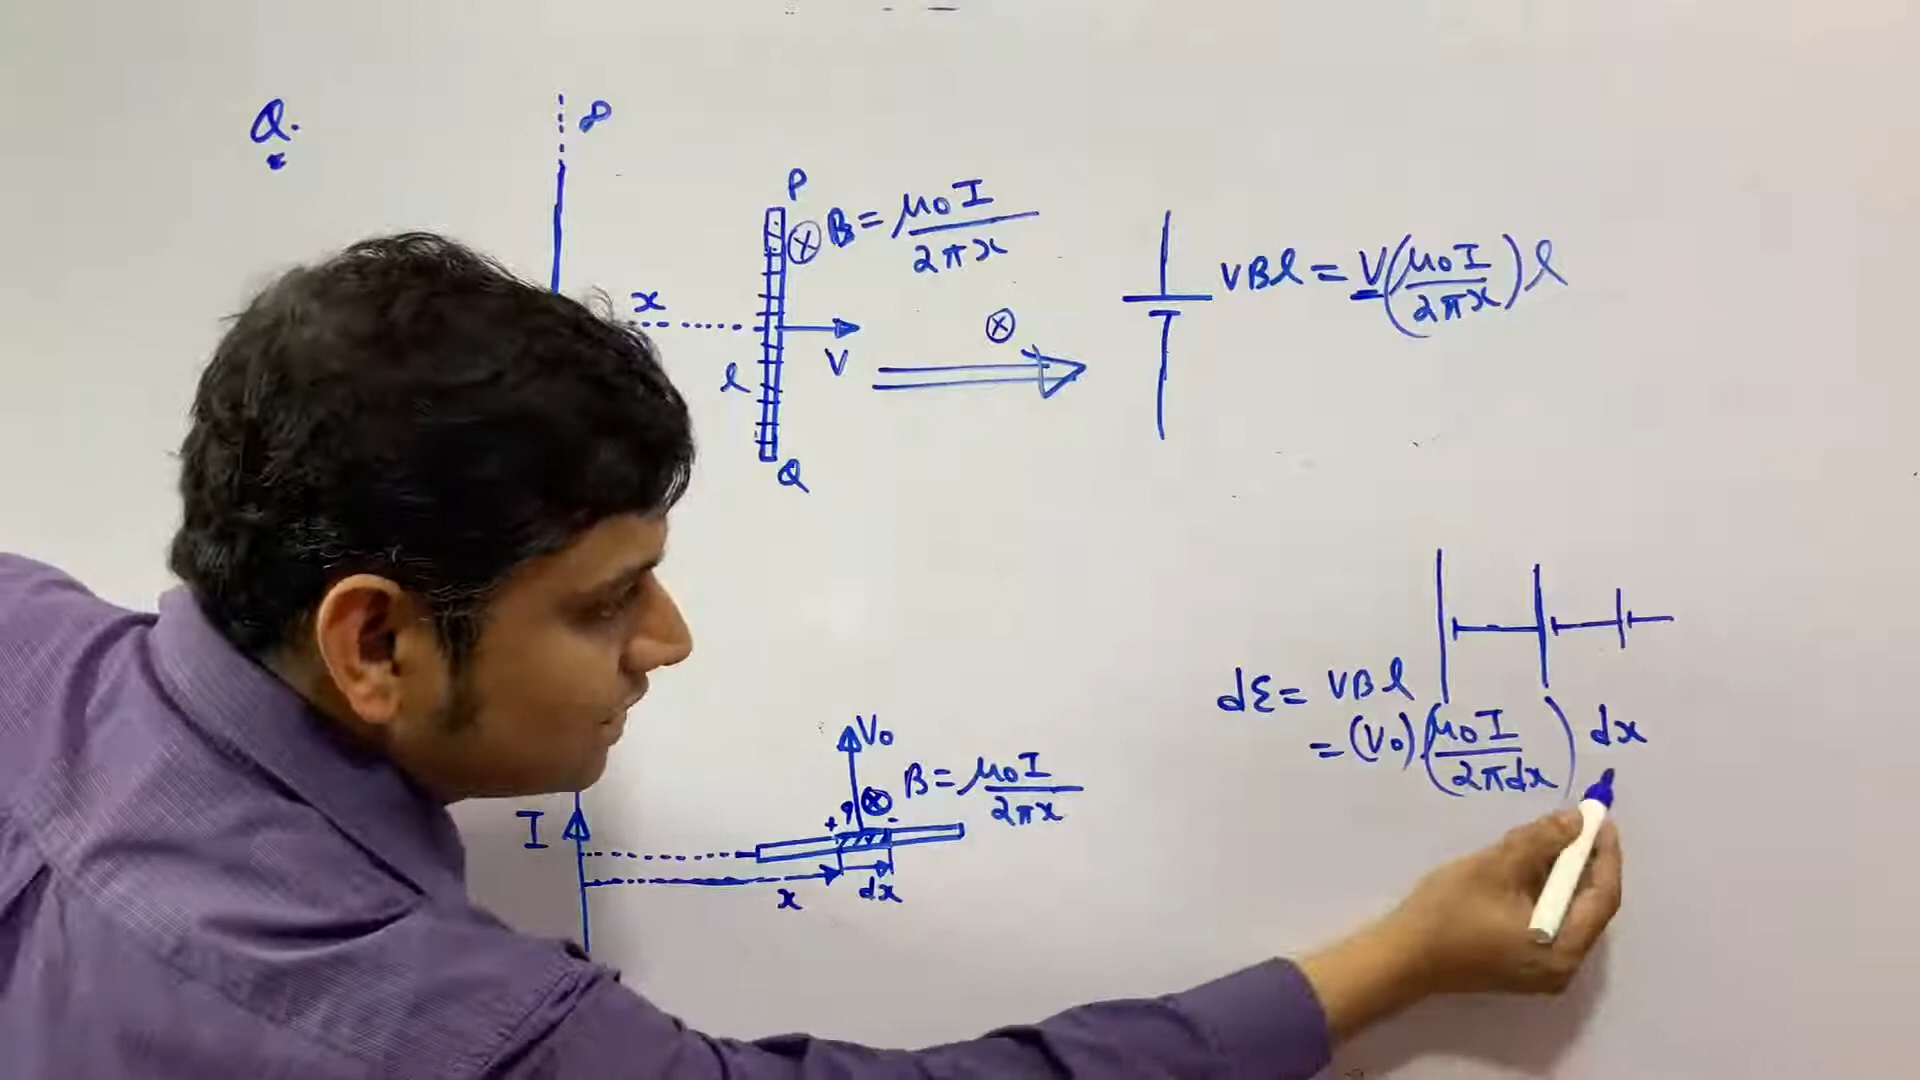 Q.
∞
P
⊗ B = μ₀I / 2πx
x
V
l
Q
⊗
VBl = V(μ₀I / 2πx)l
dε = VBl
= (V₀).(μ₀I / 2πdx) dx
V₀
⊗ B = μ₀I / 2πx
+ -
I
x
dx